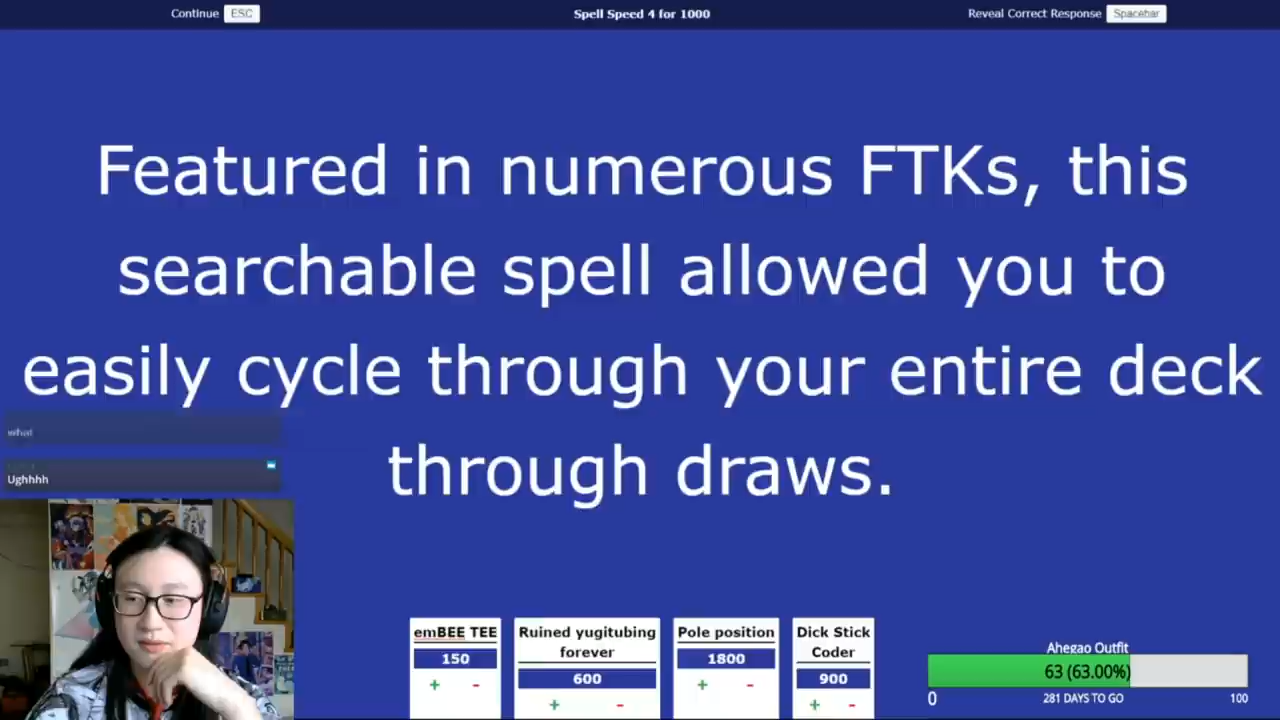 Continue ESC
Spell Speed 4 for 1000
Reveal Correct Response Spacebar
Featured in numerous FTKs, this
searchable spell allowed you to
easily cycle through your entire deck
through draws.
what
Ughhhh
emBEE TEE
150
+ -
Ruined yugitubing
forever
600
+ -
Pole position
1800
+ -
Dick Stick
Coder
900
+ -
Ahegao Outfit
63 (63.00%)
0 281 DAYS TO GO 100